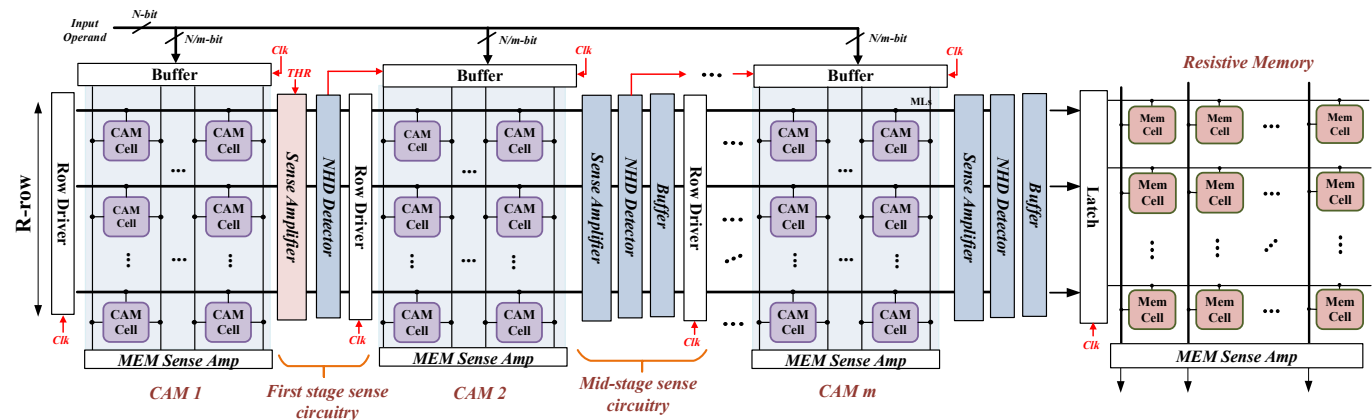 Input
Operand
N-bit
N/m-bit
N/m-bit
N/m-bit
Clk
Buffer
THR
Clk
Buffer
...
Clk
Buffer
Resistive Memory
R-row
Row Driver
Clk
CAM
Cell
CAM
Cell
...
CAM
Cell
CAM
Cell
...
CAM
Cell
CAM
Cell
MEM Sense Amp
CAM 1
Sense Amplifier
NHD Detector
Row Driver
Clk
First stage sense
circuitry
CAM
Cell
CAM
Cell
...
CAM
Cell
CAM
Cell
...
CAM
Cell
CAM
Cell
MEM Sense Amp
CAM 2
Sense Amplifier
NHD Detector
Buffer
Row Driver
Clk
Mid-stage sense
circuitry
MLs
...
CAM
Cell
CAM
Cell
...
...
CAM
Cell
CAM
Cell
...
...
CAM
Cell
CAM
Cell
MEM Sense Amp
CAM m
Sense Amplifier
NHD Detector
Buffer
Latch
Clk
Mem
Cell
Mem
Cell
...
Mem
Cell
Mem
Cell
Mem
Cell
...
Mem
Cell
Mem
Cell
Mem
Cell
...
Mem
Cell
MEM Sense Amp